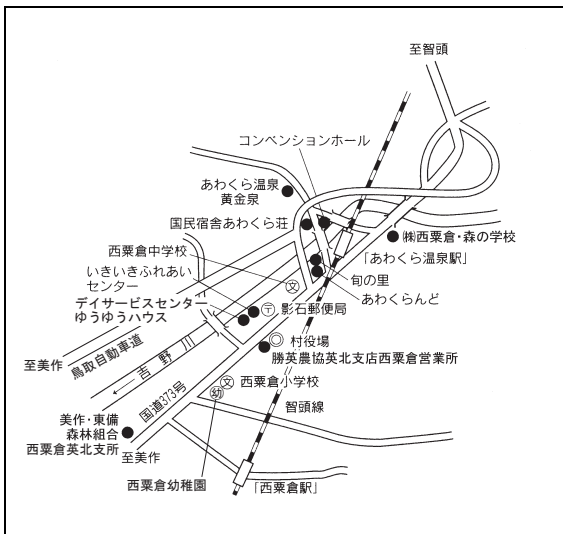 至智頭
コンベンションホール
あわくら温泉
黄金泉
国民宿舎あわくら荘
㈱西粟倉・森の学校
「あわくら温泉駅」
西粟倉中学校
文
旬の里
あわくらんど
いきいきふれあい
センター
デイサービスセンター
ゆうゆうハウス
〒
影石郵便局
村役場
勝英農協英北支店西粟倉営業所
至美作
鳥取自動車道
吉野川
国道373号
文
西粟倉小学校
幼
智頭線
美作・東備
森林組合
西粟倉英北支所
至美作
西粟倉幼稚園
「西粟倉駅」